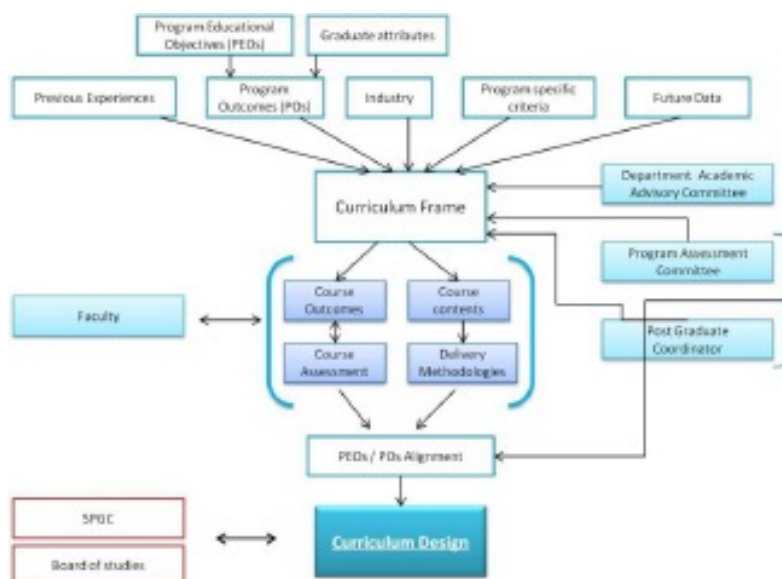 Program Educational
Objectives (PEOs)
Graduate attributes
Previous Experiences
Program
Outcomes (POs)
Industry
Program specific
criteria
Future Data
Curriculum Frame
Department Academic
Advisory Committee
Program Assessment
Committee
Post Graduate
Coordinator
Faculty
Course
Outcomes
Course
contents
Course
Assessment
Delivery
Methodologies
PEOs / POs Alignment
SPGC
Board of studies
Curriculum Design